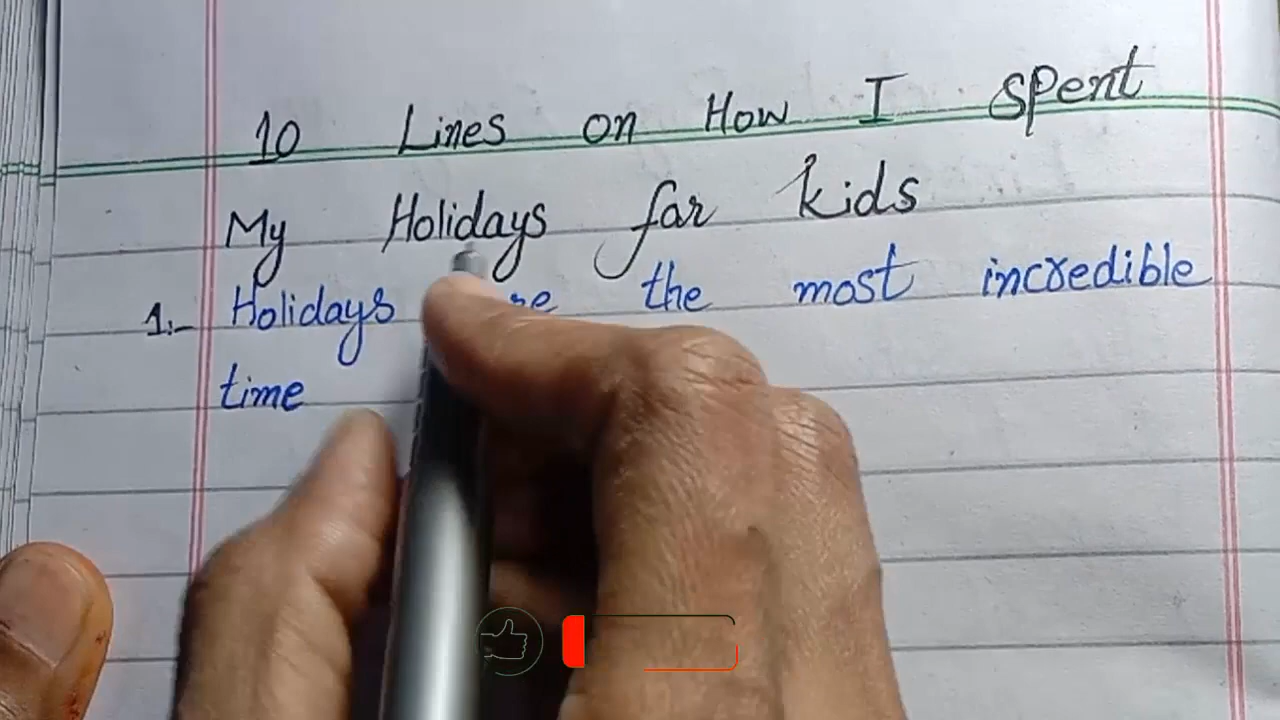 10 Lines on How I spent
My Holidays for kids
1:- Holidays the most incredible
time